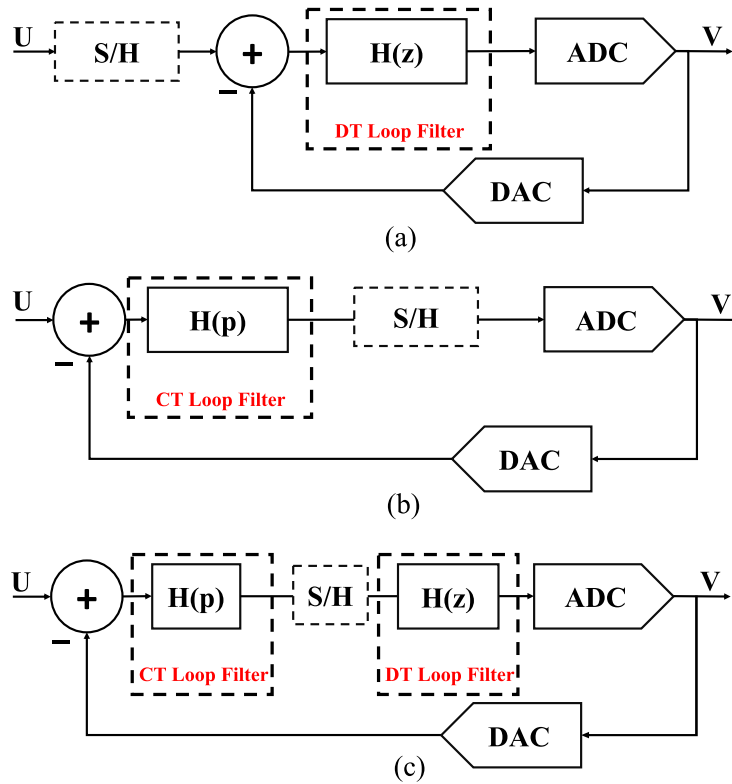 U
S/H
+
−
H(z)
DT Loop Filter
ADC
V
DAC
(a)
U
+
−
H(p)
CT Loop Filter
S/H
ADC
V
DAC
(b)
U
+
−
H(p)
CT Loop Filter
S/H
H(z)
DT Loop Filter
ADC
V
DAC
(c)